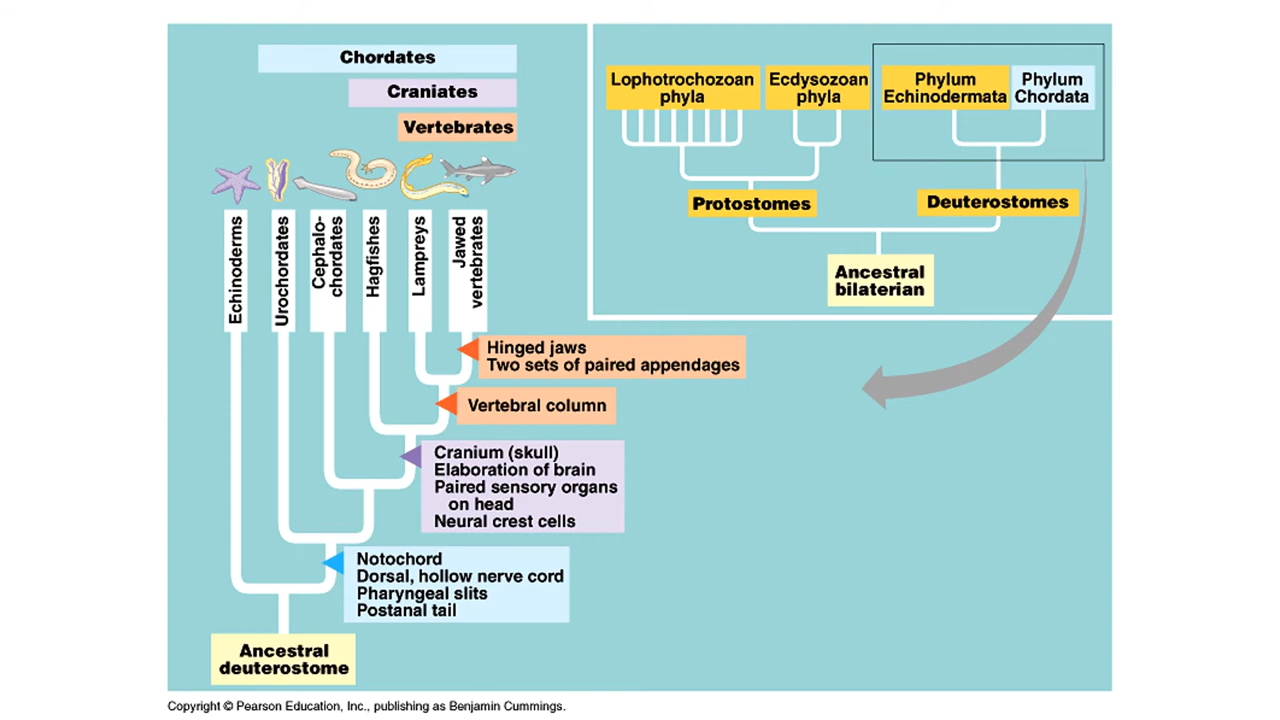 Chordates
Craniates
Vertebrates
Echinoderms
Urochordates
Cephalo-
chordates
Hagfishes
Lampreys
Jawed
vertebrates
Hinged jaws
Two sets of paired appendages
Vertebral column
Cranium (skull)
Elaboration of brain
Paired sensory organs
on head
Neural crest cells
Notochord
Dorsal, hollow nerve cord
Pharyngeal slits
Postanal tail
Ancestral
deuterostome
Lophotrochozoan
phyla
Ecdysozoan
phyla
Phylum
Echinodermata
Phylum
Chordata
Protostomes
Deuterostomes
Ancestral
bilaterian
Copyright © Pearson Education, Inc., publishing as Benjamin Cummings.